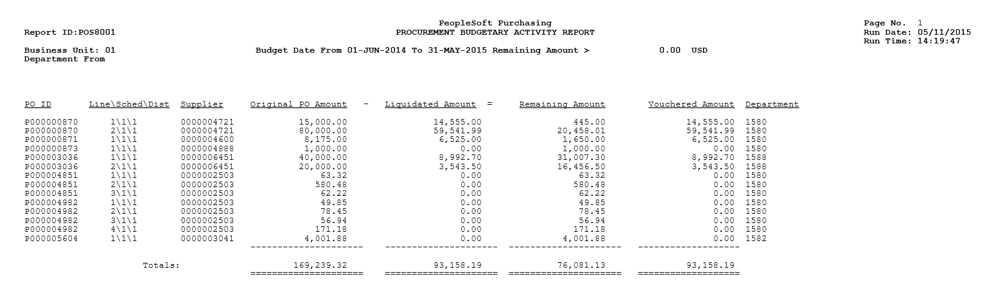 PeopleSoft Purchasing Page No. 1
Report ID:POS8001 PROCUREMENT BUDGETARY ACTIVITY REPORT Run Date: 05/11/2015
Run Time: 14:19:47
Business Unit: 01 Budget Date From 01-JUN-2014 To 31-MAY-2015 Remaining Amount > 0.00 USD
Department From
PO ID Line\Sched\Dist Supplier Original PO Amount - Liquidated Amount = Remaining Amount Vouchered Amount Department
P000000870 1\1\1 0000004721 15,000.00 14,555.00 445.00 14,555.00 1580
P000000870 2\1\1 0000004721 80,000.00 59,541.99 20,458.01 59,541.99 1580
P000000871 1\1\1 0000004600 8,175.00 6,525.00 1,650.00 6,525.00 1580
P000000873 1\1\1 0000004888 1,000.00 0.00 1,000.00 0.00 1580
P000003036 1\1\1 0000006451 40,000.00 8,992.70 31,007.30 8,992.70 1588
P000003036 2\1\1 0000006451 20,000.00 3,543.50 16,456.50 3,543.50 1588
P000004851 1\1\1 0000002503 63.32 0.00 63.32 0.00 1580
P000004851 2\1\1 0000002503 580.48 0.00 580.48 0.00 1580
P000004851 3\1\1 0000002503 62.22 0.00 62.22 0.00 1580
P000004982 1\1\1 0000002503 49.85 0.00 49.85 0.00 1580
P000004982 2\1\1 0000002503 78.45 0.00 78.45 0.00 1580
P000004982 3\1\1 0000002503 56.94 0.00 56.94 0.00 1580
P000004982 4\1\1 0000002503 171.18 0.00 171.18 0.00 1580
P000005604 1\1\1 0000003041 4,001.88 0.00 4,001.88 0.00 1582
--------------------- --------------------- --------------------- -------------------
Totals: 169,239.32 93,158.19 76,081.13 93,158.19
===================== ===================== ===================== ===================